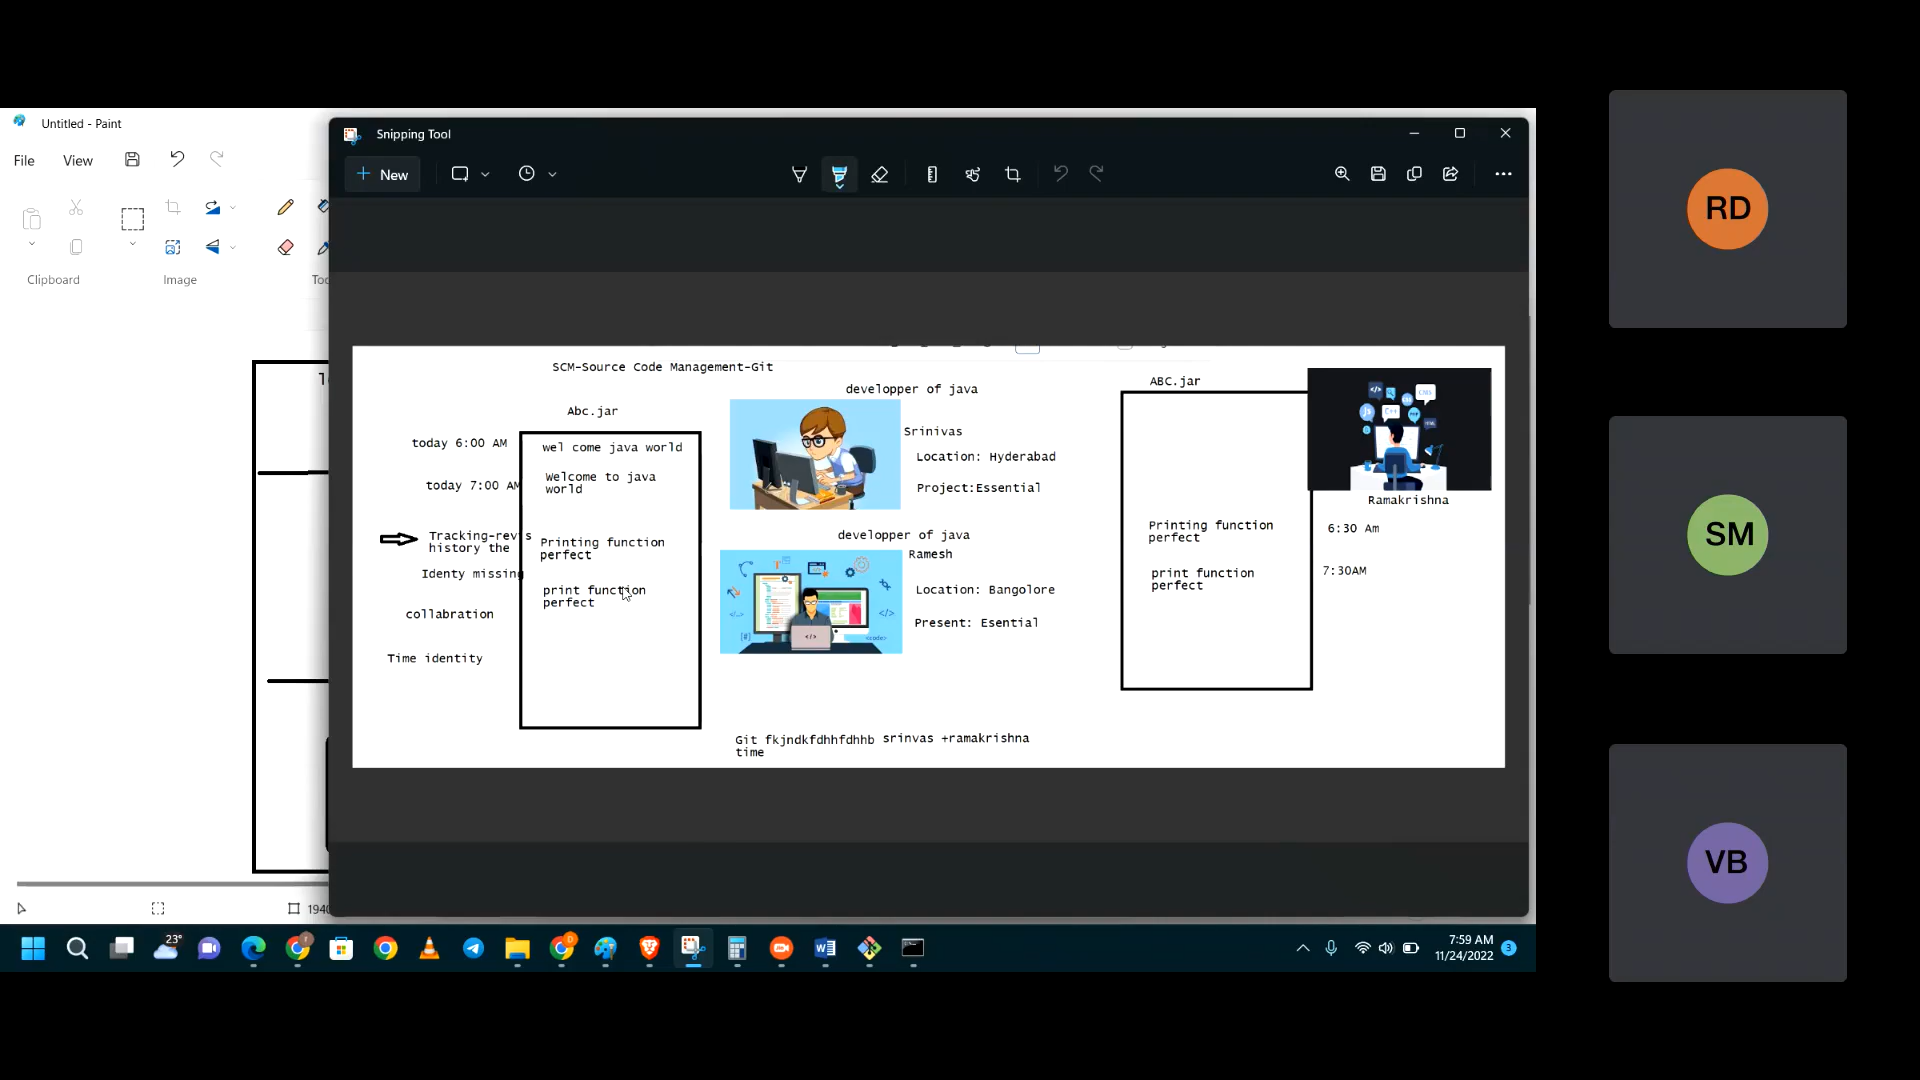 Untitled - Paint
File
View
Clipboard
Image
Snipping Tool
New
SCM-Source Code Management-Git
Abc.jar
today 6:00 AM
wel come java world
today 7:00 AM
Welcome to java
world
Tracking-revis
history the
Identy missing
Printing function
perfect
print function
perfect
collabration
Time identity
developper of java
Srinivas
Location: Hyderabad
Project:Essential
developper of java
Ramesh
Location: Bangolore
Present: Esential
Git fkjndkfdhhfdhhb srinvas +ramakrishna
time
ABC.jar
Printing function
perfect
print function
perfect
Ramakrishna
6:30 Am
7:30AM
RD
SM
VB
23°
7:59 AM
11/24/2022
3